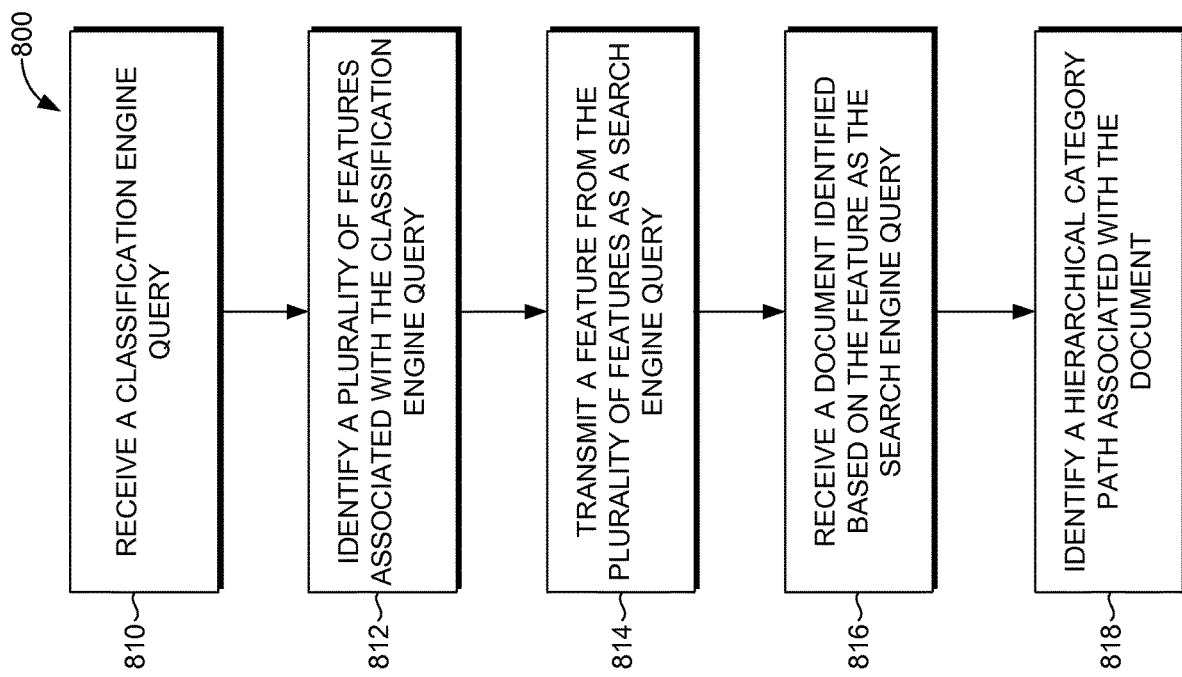 800
810
RECEIVE A CLASSIFICATION ENGINE
QUERY
812
IDENTIFY A PLURALITY OF FEATURES
ASSOCIATED WITH THE CLASSIFICATION
ENGINE QUERY
814
TRANSMIT A FEATURE FROM THE
PLURALITY OF FEATURES AS A SEARCH
ENGINE QUERY
816
RECEIVE A DOCUMENT IDENTIFIED
BASED ON THE FEATURE AS THE
SEARCH ENGINE QUERY
818
IDENTIFY A HIERARCHICAL CATEGORY
PATH ASSOCIATED WITH THE
DOCUMENT